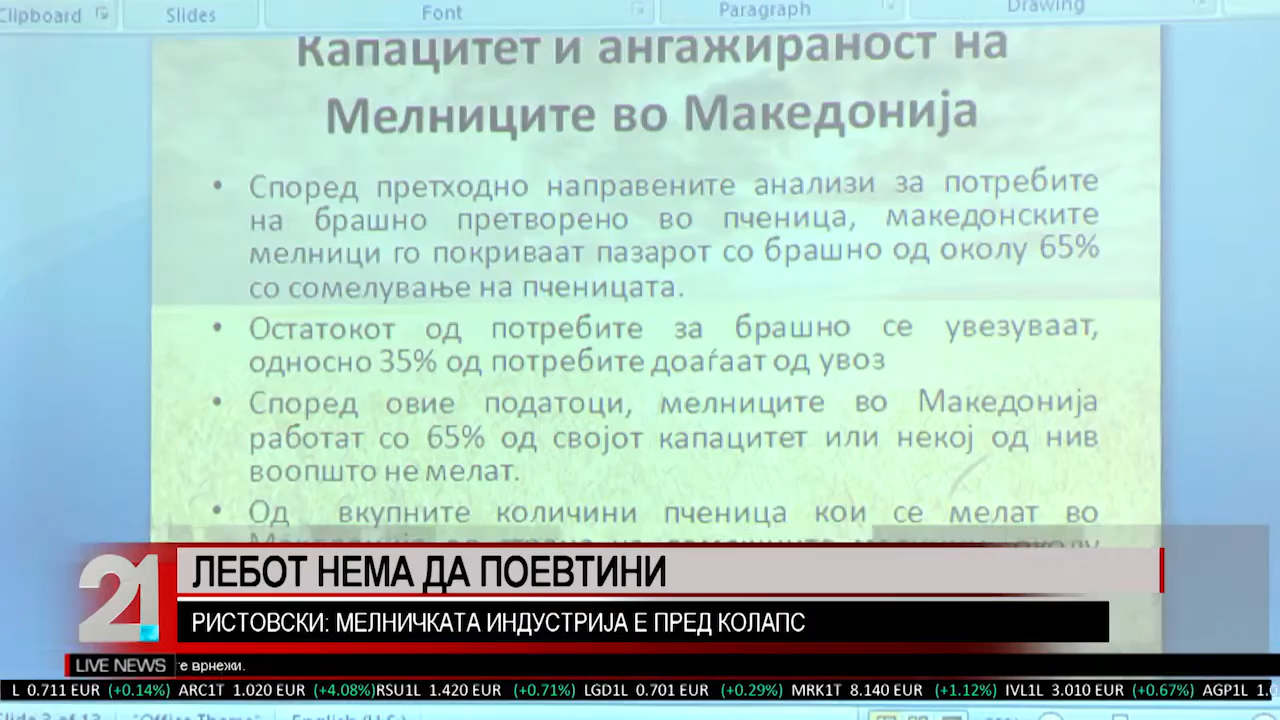 Clipboard
Slides
Font
Paragraph
Drawing
Капацитет и ангажираност на
Мелниците во Македонија
• Според претходно направените анализи за потребите
на брашно претворено во пченица, македонските
мелници го покриваат пазарот со брашно од околу 65%
со сомелување на пченицата.
• Остатокот од потребите за брашно се увезуваат,
односно 35% од потребите доаѓаат од увоз
• Според овие податоци, мелниците во Македонија
работат со 65% од својот капацитет или некој од нив
воопшто не мелат.
• Од вкупните количини пченица кои се мелат во
21
ЛЕБОТ НЕМА ДА ПОЕВТИНИ
РИСТОВСКИ: МЕЛНИЧКАТА ИНДУСТРИЈА Е ПРЕД КОЛАПС
LIVE NEWS
те врнежи.
L 0.711 EUR (+0.14%) ARC1T 1.020 EUR (+4.08%)RSU1L 1.420 EUR (+0.71%) LGD1L 0.701 EUR (+0.29%) MRK1T 8.140 EUR (+1.12%) IVL1L 3.010 EUR (+0.67%) AGP1L